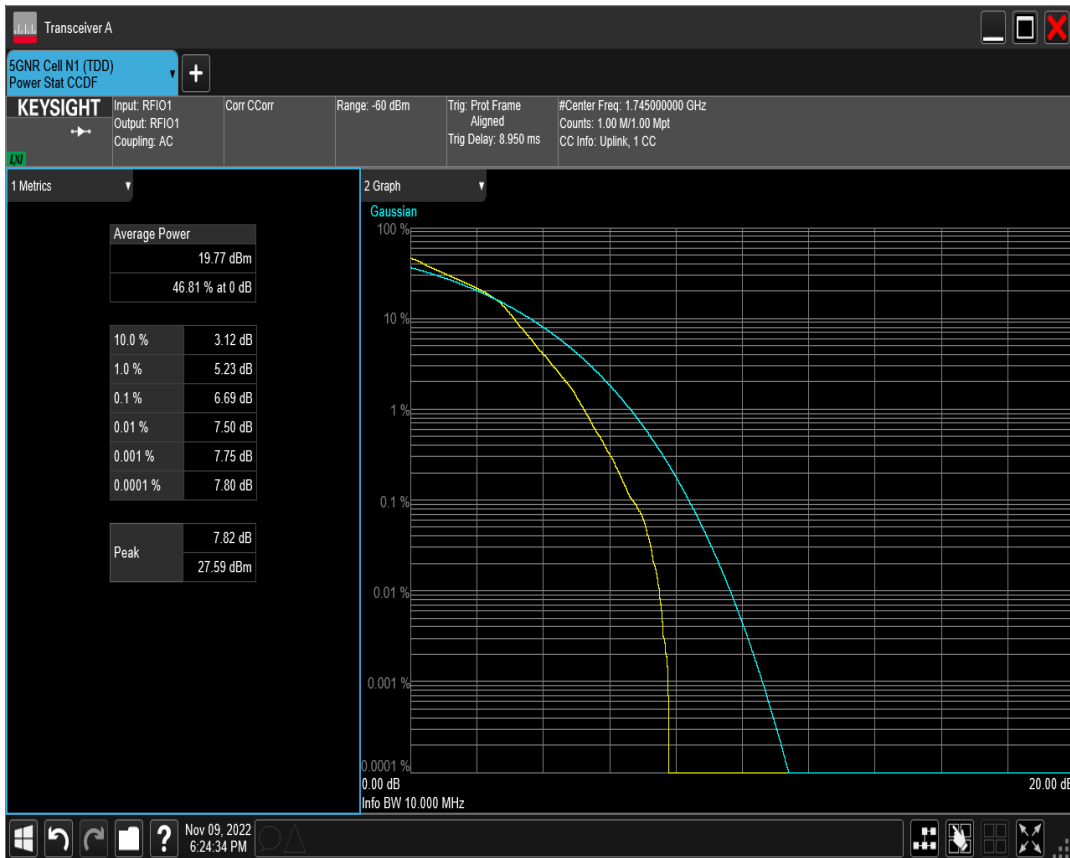 Transceiver A
5GNR Cell N1 (TDD)
Power Stat CCDF
+
KEYSIGHT
LXI
Input: RFIO1
Output: RFIO1
Coupling: AC
Corr CCorr
Range: -60 dBm
Trig: Prot Frame
Aligned
Trig Delay: 8.950 ms
#Center Freq: 1.745000000 GHz
Counts: 1.00 M/1.00 Mpt
CC Info: Uplink, 1 CC
1 Metrics
Average Power
19.77 dBm
46.81 % at 0 dB
10.0 % 3.12 dB
1.0 % 5.23 dB
0.1 % 6.69 dB
0.01 % 7.50 dB
0.001 % 7.75 dB
0.0001 % 7.80 dB
Peak
7.82 dB
27.59 dBm
2 Graph
Gaussian
100 %
10 %
1 %
0.1 %
0.01 %
0.001 %
0.0001 %
0.00 dB 20.00 dB
Info BW 10.000 MHz
?
Nov 09, 2022
6:24:34 PM